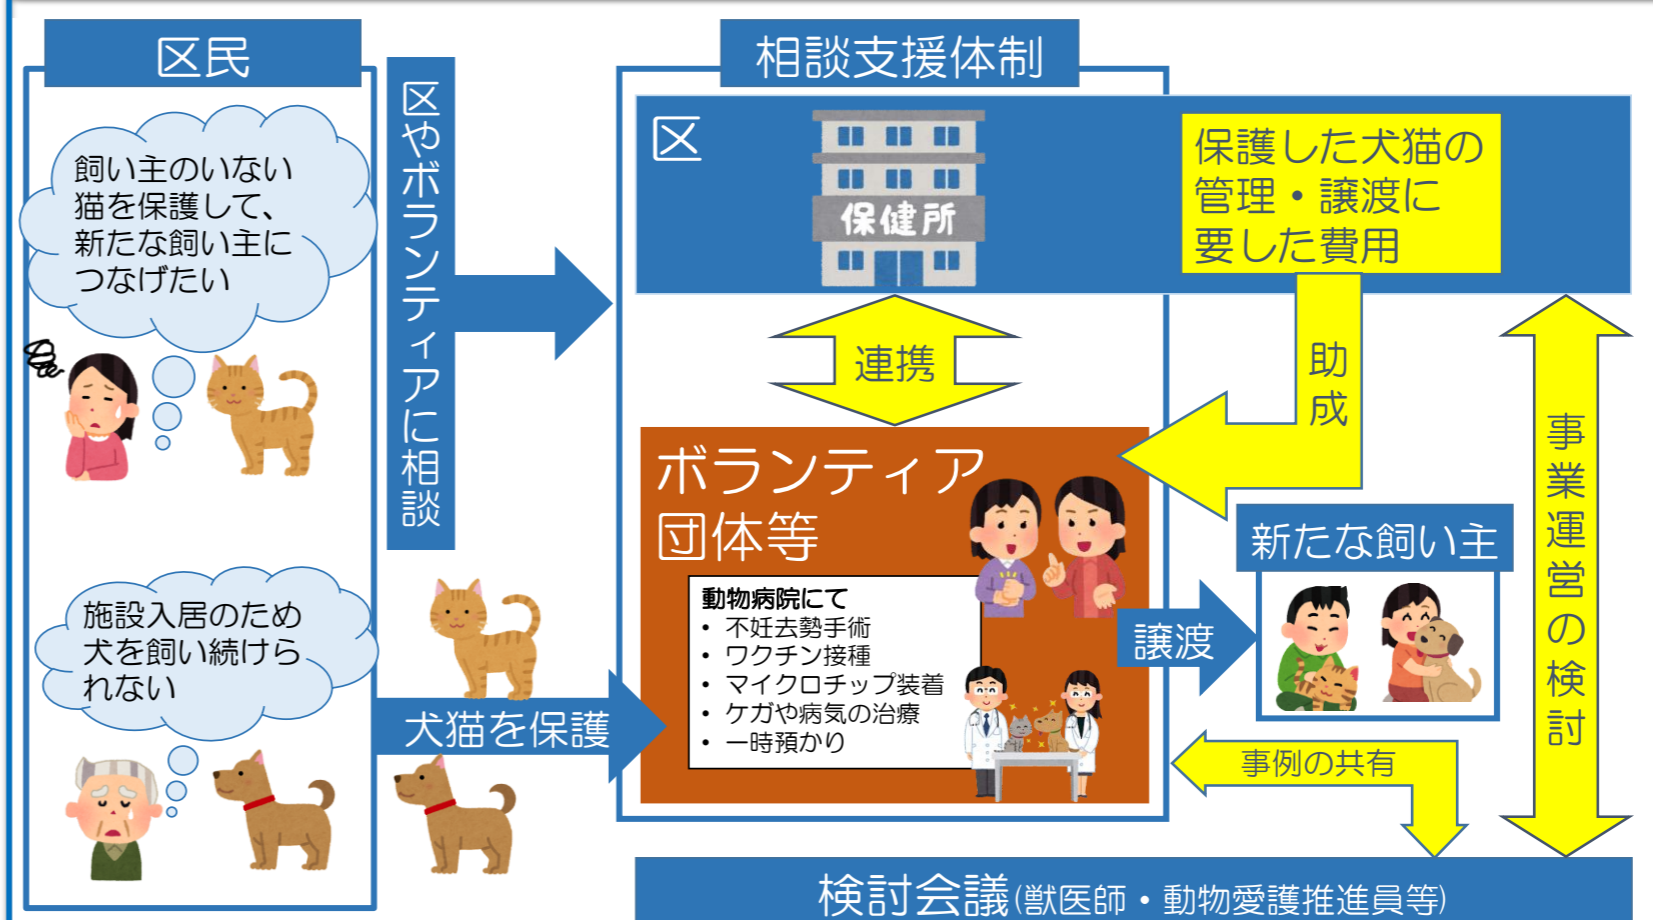 区民
飼い主のいない
猫を保護して、
新たな飼い主に
つなげたい
施設入居のため
犬を飼い続けら
れない
区やボランティアに相談
犬猫を保護
相談支援体制
区
保健所
保護した犬猫の
管理・譲渡に
要した費用
連携
助成
ボランティア
団体等
動物病院にて
• 不妊去勢手術
• ワクチン接種
• マイクロチップ装着
• ケガや病気の治療
• 一時預かり
譲渡
新たな飼い主
事例の共有
事業運営の検討
検討会議(獣医師・動物愛護推進員等)